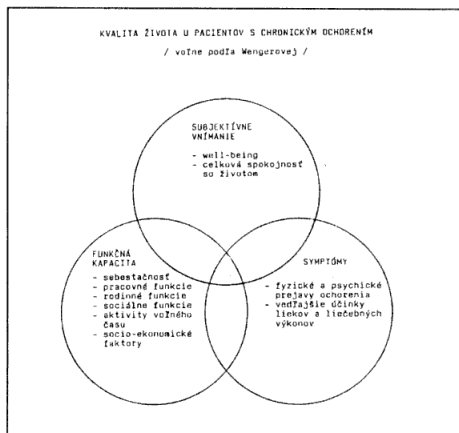 KVALITA ŽIVOTA U PACIENTOV S CHRONICKÝM OCHORENÍM
/ voľne podľa Wengerovej /
SUBJEKTÍVNE
VNÍMANIE
- well-being
- celková spokojnosť
so životom
FUNKČNÁ
KAPACITA
- sebestačnosť
- pracovné funkcie
- rodinné funkcie
- sociálne funkcie
- aktivity voľného
času
- socio-ekonomické
faktory
SYMPTÓMY
- fyzické a psychické
prejavy ochorenia
- vedľajšie účinky
liekov a liečebných
výkonov